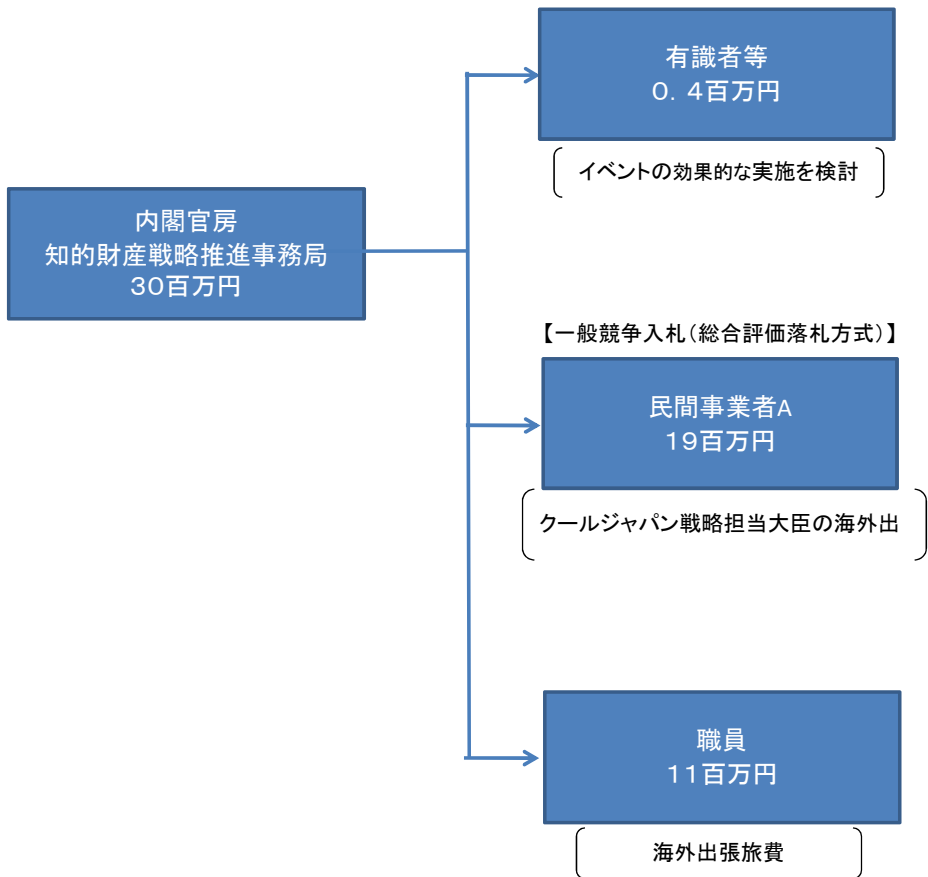 有識者等
０．４百万円
イベントの効果的な実施を検討
内閣官房
知的財産戦略推進事務局
３０百万円
【一般競争入札（総合評価落札方式）】
民間事業者A
１９百万円
クールジャパン戦略担当大臣の海外出
職員
１１百万円
海外出張旅費